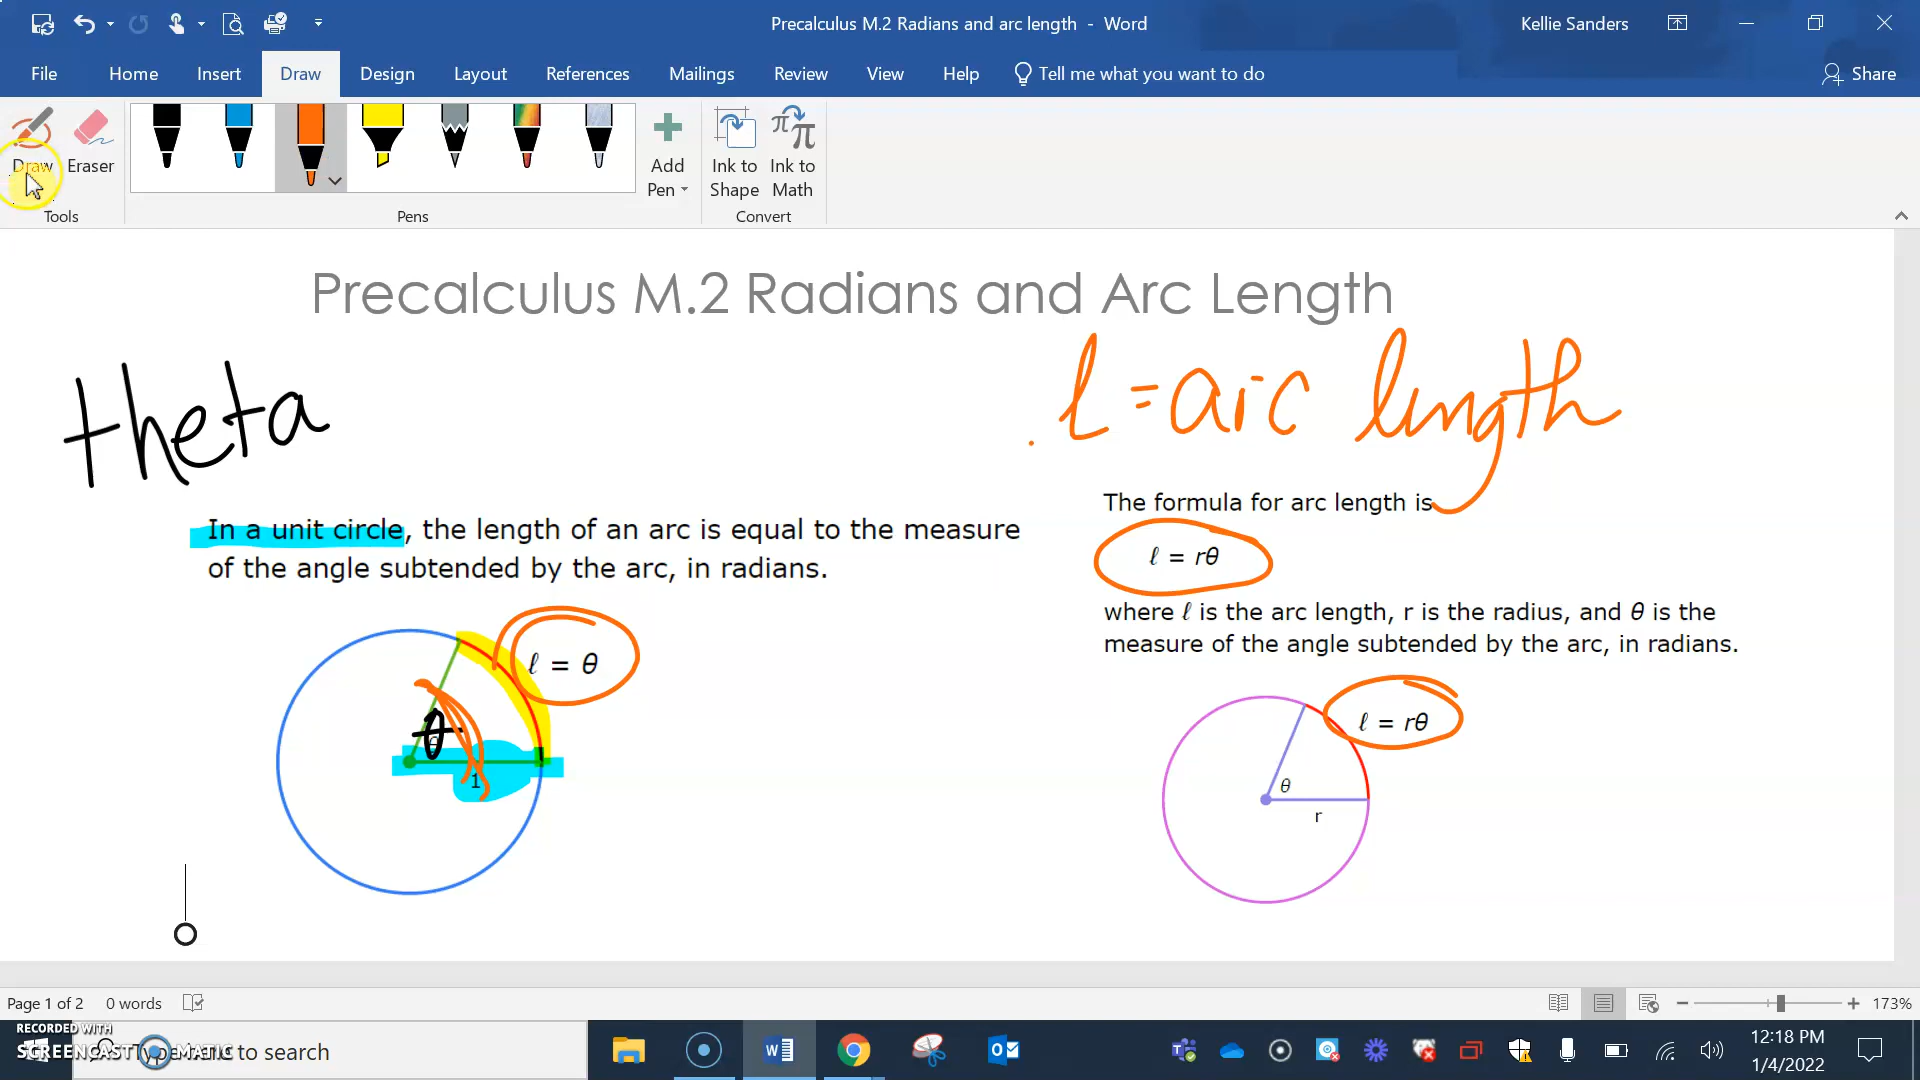 Precalculus M.2 Radians and arc length - Word
Kellie Sanders
File Home Insert Draw Design Layout References Mailings Review View Help Tell me what you want to do Share
Draw Eraser Add Pen Ink to Shape Ink to Math
Tools Pens Convert
Precalculus M.2 Radians and Arc Length
theta
l = arc length
In a unit circle, the length of an arc is equal to the measure
of the angle subtended by the arc, in radians.
ℓ = θ
θ
1
The formula for arc length is
ℓ = rθ
where ℓ is the arc length, r is the radius, and θ is the
measure of the angle subtended by the arc, in radians.
ℓ = rθ
θ
r
Page 1 of 2 0 words 173%
RECORDED WITH
SCREENCAST MATIC
Type here to search
12:18 PM
1/4/2022